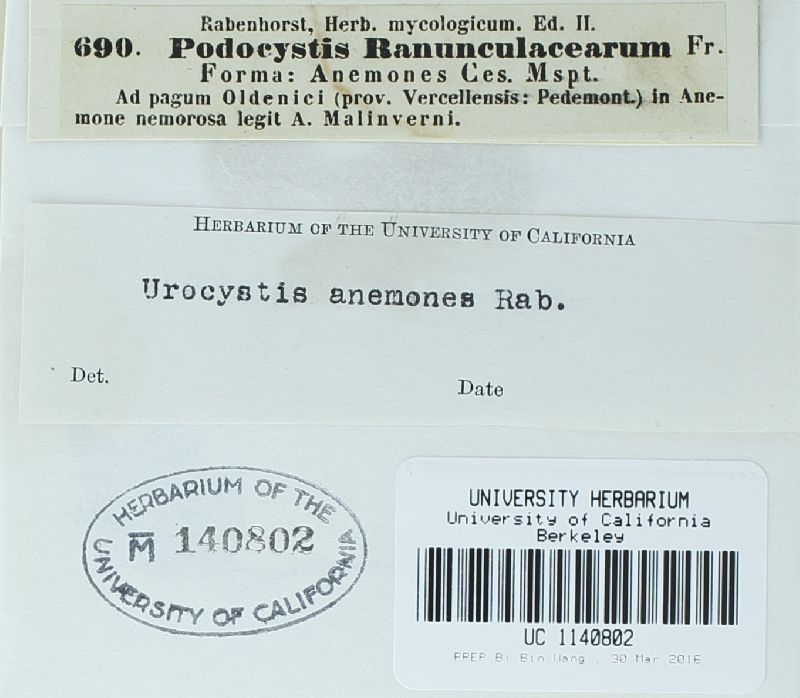 Rabenhorst, Herb. mycologicum. Ed. II.
690. Podocystis Ranunculacearum Fr.
Forma: Anemones Ces. Mspt.
Ad pagum Oldenici (prov. Vercellensis: Pedemont.) in Ane-
mone nemorosa legit A. Malinverni.
HERBARIUM OF THE UNIVERSITY OF CALIFORNIA
Urocystis anemones Rab.
Det.
Date
HERBARIUM OF THE
M 140802
UNIVERSITY OF CALIFORNIA
UNIVERSITY HERBARIUM
University of California
Berkeley
UC 1140802
PREP BY Bin Wang , 30 Mar 2016